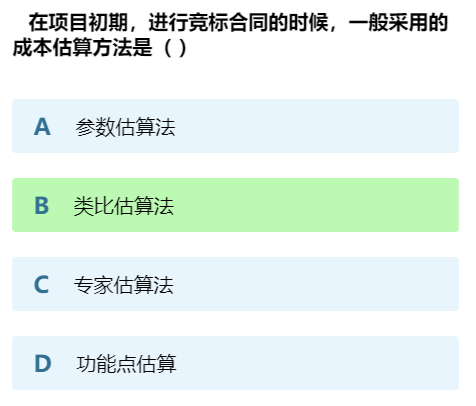 在项目初期，进行竞标合同的时候，一般采用的
成本估算方法是（ ）
A 参数估算法
B 类比估算法
C 专家估算法
D 功能点估算